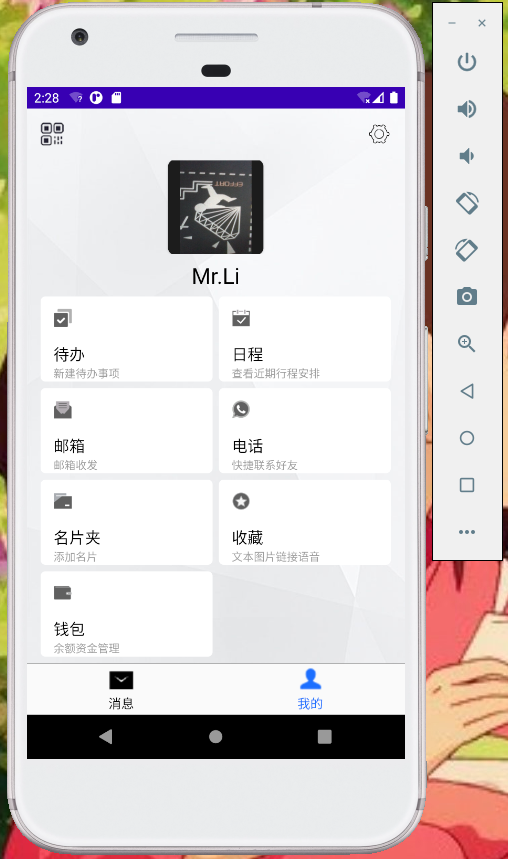 2:28
EFFORT
Mr.Li
待办
新建待办事项
日程
查看近期行程安排
邮箱
邮箱收发
电话
快捷联系好友
名片夹
添加名片
收藏
文本图片链接语音
钱包
余额资金管理
消息
我的